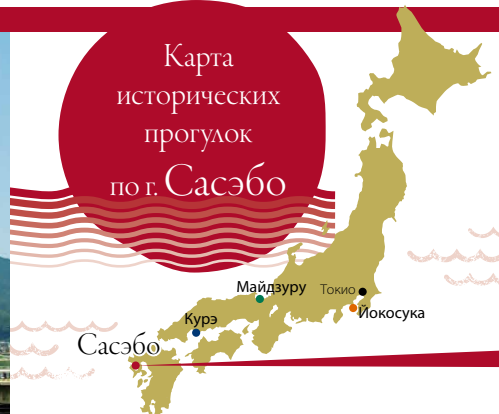 Карта
исторических
прогулок
по г. Сасэбо
Майдзуру
Токио
Йокосука
Курэ
Сасэбо